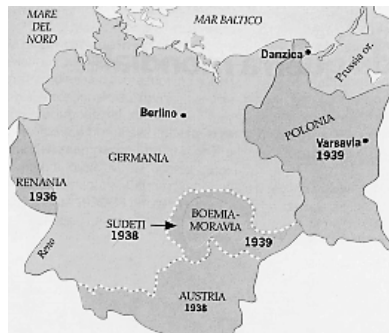 MARE
DEL
NORD
MAR BALTICO
Danzica
Prussia or.
Berlino
POLONIA
Varsavia
1939
GERMANIA
RENANIA
1936
BOEMIA-
MORAVIA
SUDETI
1938
1939
Reno
AUSTRIA
1938